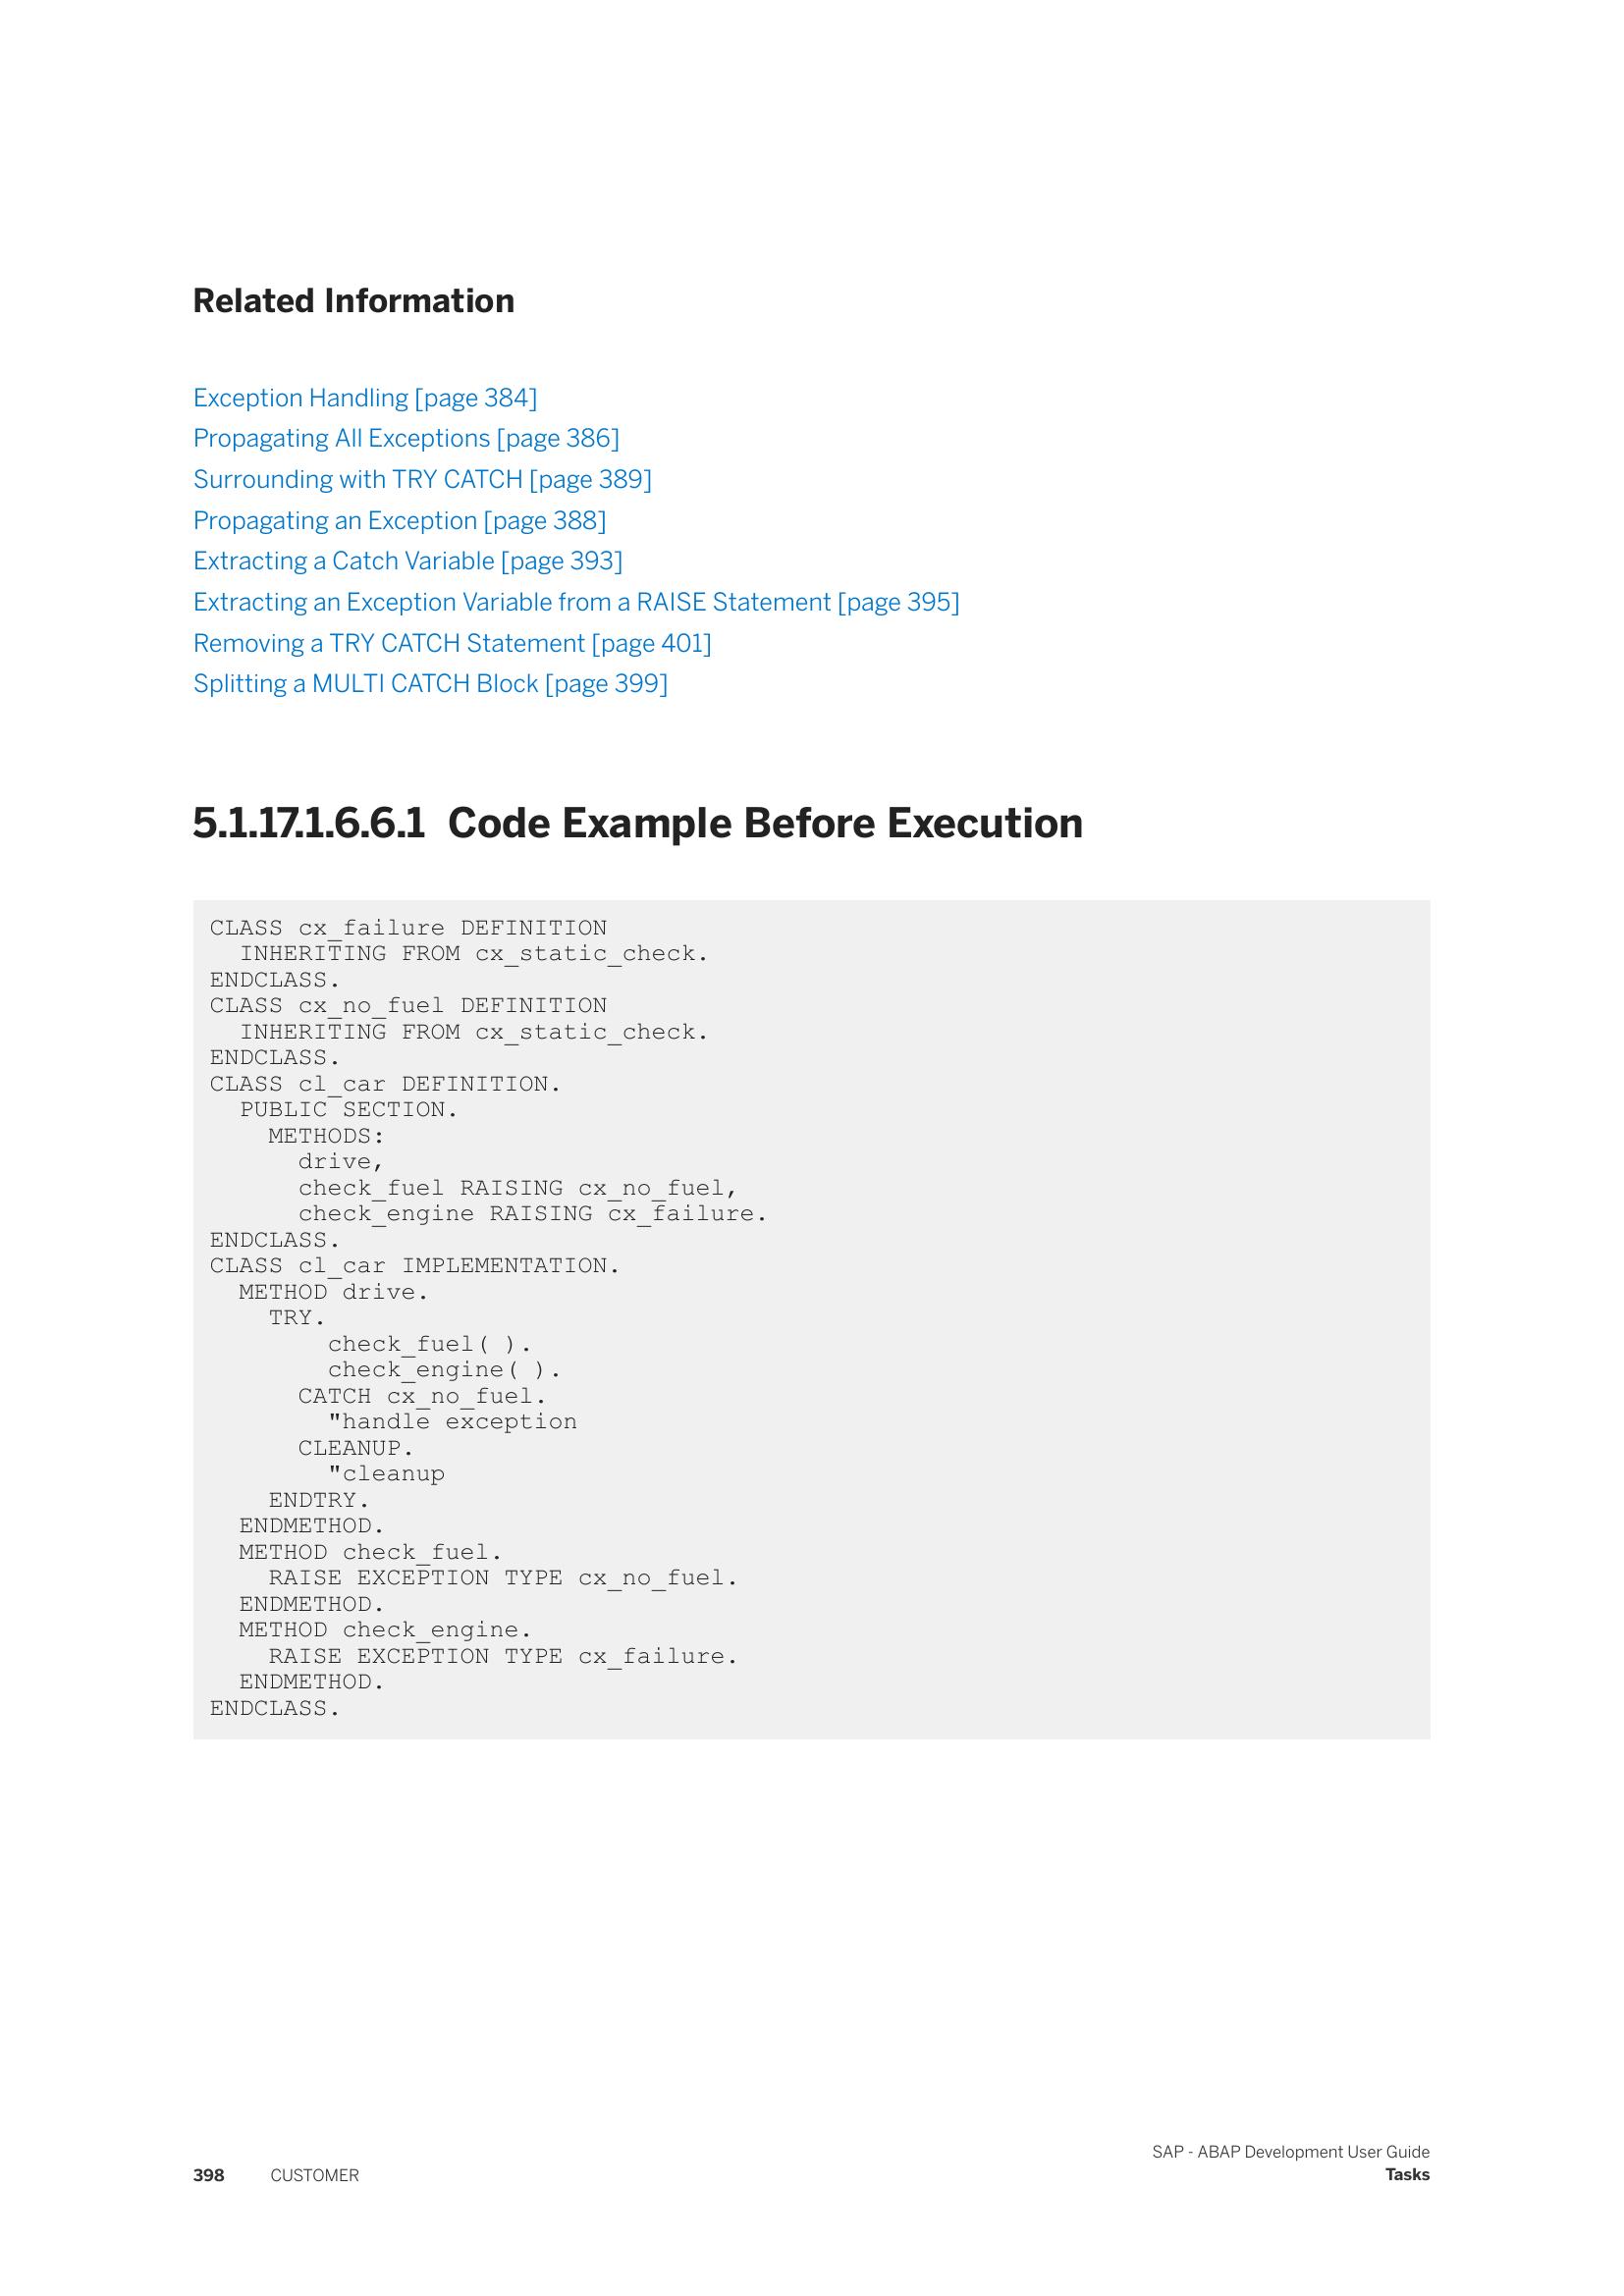 Related Information
Exception Handling [page 384]
Propagating All Exceptions [page 386]
Surrounding with TRY CATCH [page 389]
Propagating an Exception [page 388]
Extracting a Catch Variable [page 393]
Extracting an Exception Variable from a RAISE Statement [page 395]
Removing a TRY CATCH Statement [page 401]
Splitting a MULTI CATCH Block [page 399]
5.1.17.1.6.6.1 Code Example Before Execution
CLASS cx_failure DEFINITION
  INHERITING FROM cx_static_check.
ENDCLASS.
CLASS cx_no_fuel DEFINITION
  INHERITING FROM cx_static_check.
ENDCLASS.
CLASS cl_car DEFINITION.
  PUBLIC SECTION.
    METHODS:
      drive,
      check_fuel RAISING cx_no_fuel,
      check_engine RAISING cx_failure.
ENDCLASS.
CLASS cl_car IMPLEMENTATION.
  METHOD drive.
    TRY.
        check_fuel( ).
        check_engine( ).
      CATCH cx_no_fuel.
        "handle exception
      CLEANUP.
        "cleanup
    ENDTRY.
  ENDMETHOD.
  METHOD check_fuel.
    RAISE EXCEPTION TYPE cx_no_fuel.
  ENDMETHOD.
  METHOD check_engine.
    RAISE EXCEPTION TYPE cx_failure.
  ENDMETHOD.
ENDCLASS.
398 CUSTOMER
SAP - ABAP Development User Guide
Tasks